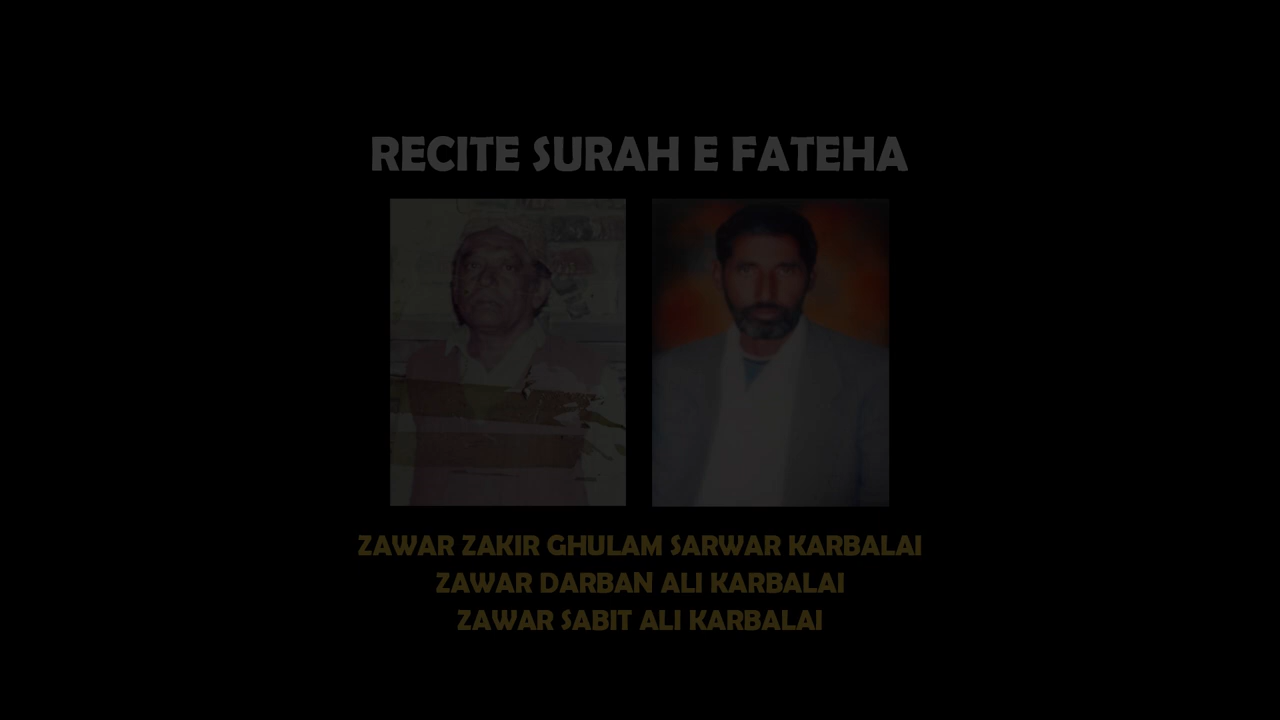 RECITE SURAH E FATEHA
ZAWAR ZAKIR GHULAM SARWAR KARBALAI
ZAWAR DARBAN ALI KARBALAI
ZAWAR SABIT ALI KARBALAI